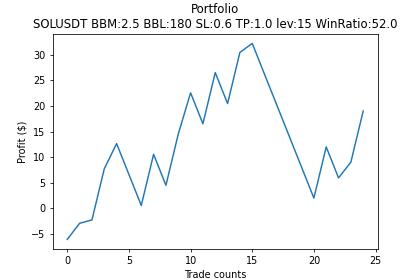 Portfolio
SOLUSDT BBM:2.5 BBL:180 SL:0.6 TP:1.0 lev:15 WinRatio:52.0
30
25
20
15
10
5
0
−5
Profit ($)
0 5 10 15 20 25
Trade counts